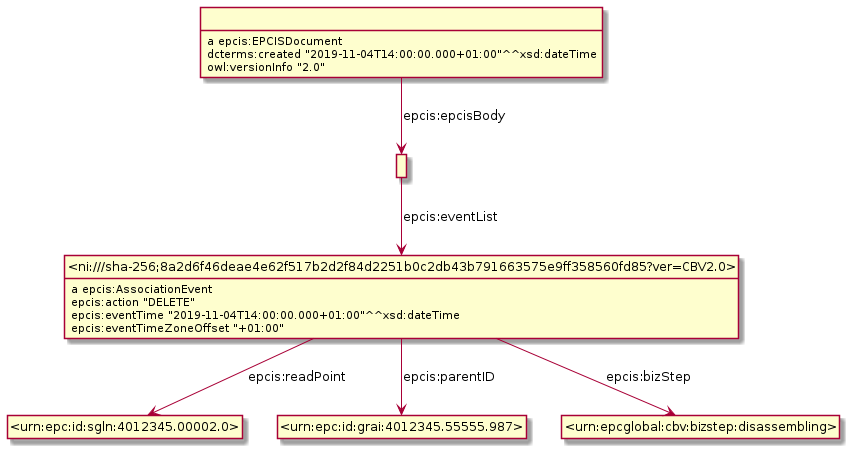 a epcis:EPCISDocument
dcterms:created "2019-11-04T14:00:00.000+01:00"^^xsd:dateTime
owl:versionInfo "2.0"
epcis:epcisBody
epcis:eventList
<ni:///sha-256;8a2d6f46deae4e62f517b2d2f84d2251b0c2db43b791663575e9ff358560fd85?ver=CBV2.0>
a epcis:AssociationEvent
epcis:action "DELETE"
epcis:eventTime "2019-11-04T14:00:00.000+01:00"^^xsd:dateTime
epcis:eventTimeZoneOffset "+01:00"
epcis:readPoint
epcis:parentID
epcis:bizStep
<urn:epc:id:sgln:4012345.00002.0>
<urn:epc:id:grai:4012345.55555.987>
<urn:epcglobal:cbv:bizstep:disassembling>